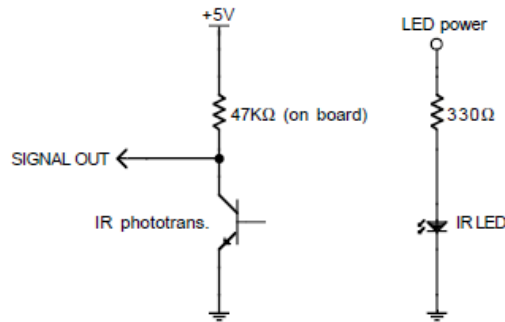 +5V
LED power
47KΩ (on board)
330Ω
SIGNAL OUT
IR phototrans.
IR LED